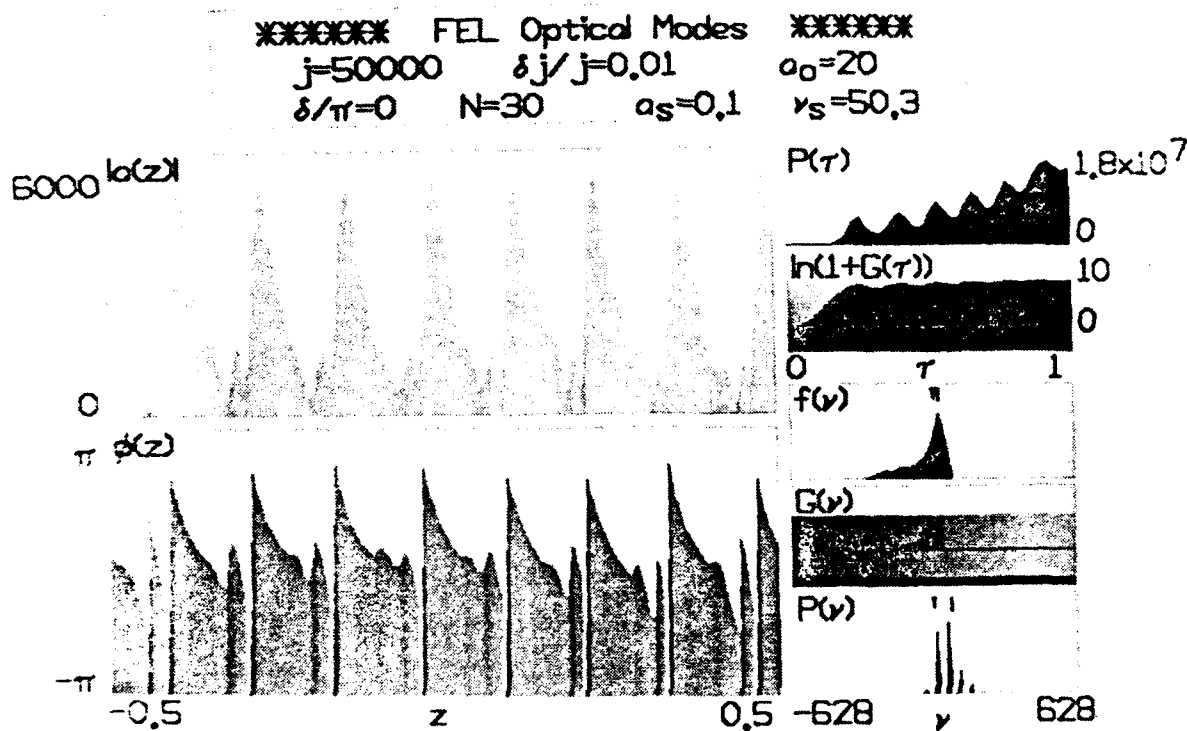 ****** FEL Optical Modes ******
j=50000 δj/j=0.01 a₀=20
δ/π=0 N=30 aₛ=0.1 νₛ=50.3
6000 |a(z)|
0
π ϕ(z)
-π
-0.5 z 0.5
P(τ) 1.8x10⁷
0
ln(1+G(τ)) 10
0
0 τ 1
f(ν)
G(ν)
P(ν)
-628 ν 628